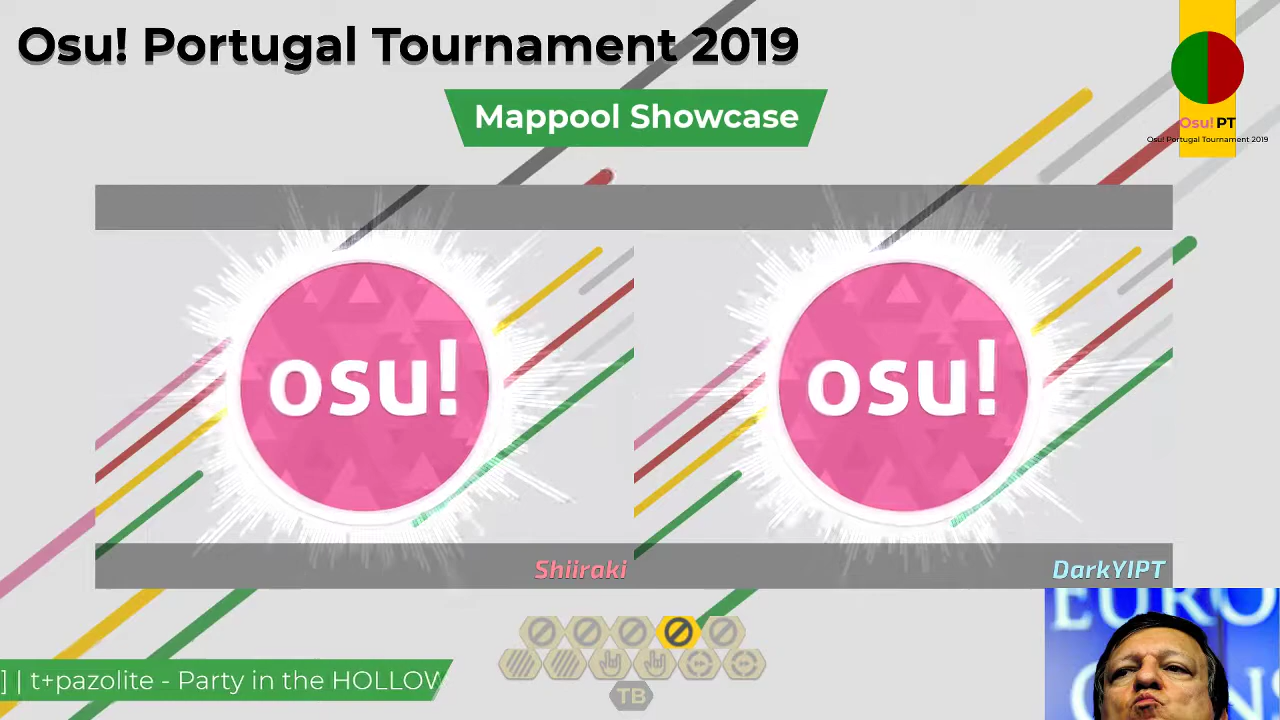 Osu! Portugal Tournament 2019
Mappool Showcase
Osu! PT
Osu! Portugal Tournament 2019
osu!
osu!
Shiiraki
DarkYIPT
TB
] | t+pazolite - Party in the HOLLOW
EURO